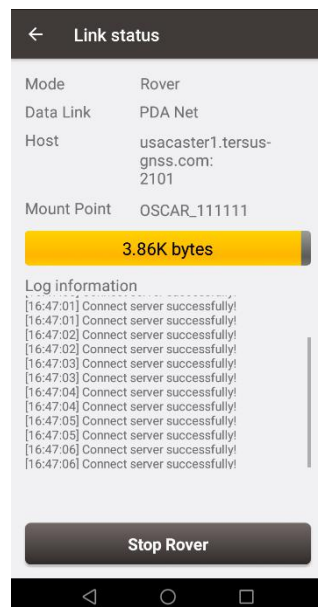 Link status
Mode Rover
Data Link PDA Net
Host usacaster1.tersus-
gnss.com:
2101
Mount Point OSCAR_111111
3.86K bytes
Log information
[16:47:01] Connect server successfully!
[16:47:01] Connect server successfully!
[16:47:02] Connect server successfully!
[16:47:02] Connect server successfully!
[16:47:03] Connect server successfully!
[16:47:03] Connect server successfully!
[16:47:04] Connect server successfully!
[16:47:04] Connect server successfully!
[16:47:05] Connect server successfully!
[16:47:05] Connect server successfully!
[16:47:06] Connect server successfully!
[16:47:06] Connect server successfully!
Stop Rover